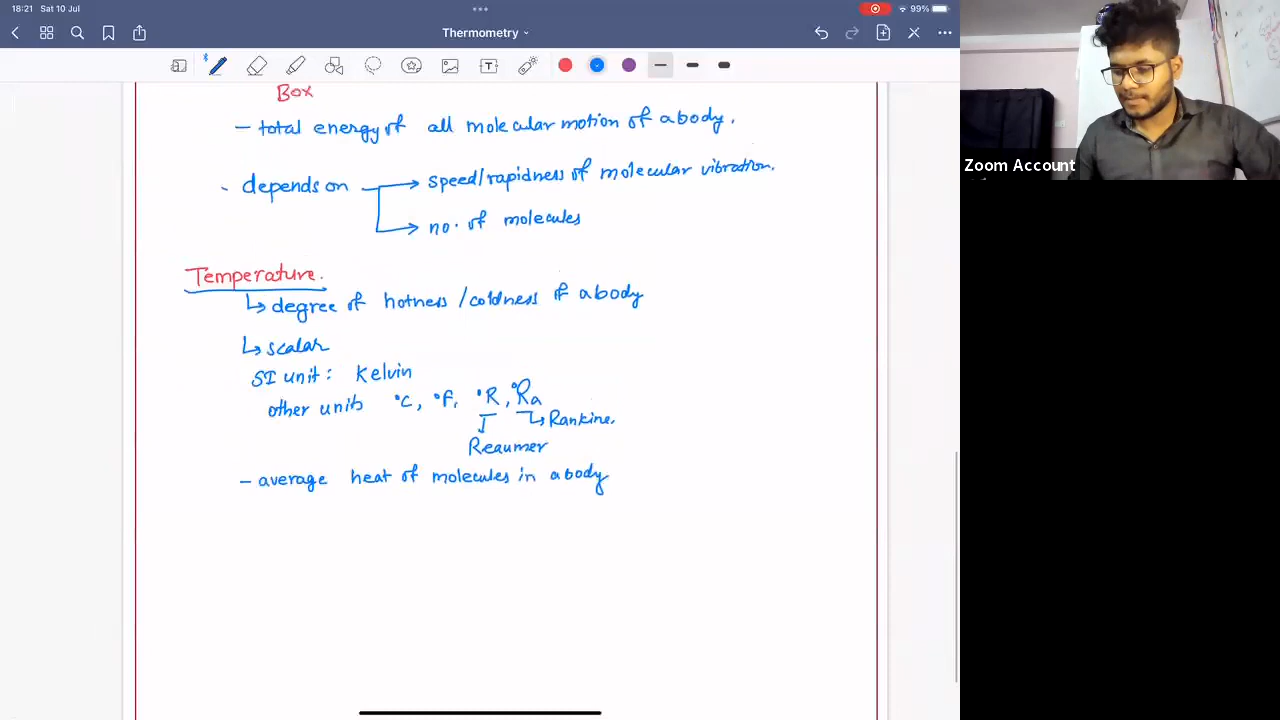 18:21 Sat 10 Jul
99%
Thermometry
Box
– total energy of all molecular motion of a body.
- depends on → speed/rapidness of molecular vibration.
→ no. of molecules
Temperature.
↳ degree of hotness /coldness of a body
↳ scalar
SI unit: Kelvin
other units °C, °F, °R, °Ra
↳ Rankine.
Reaumer
– average heat of molecules in a body
Zoom Account